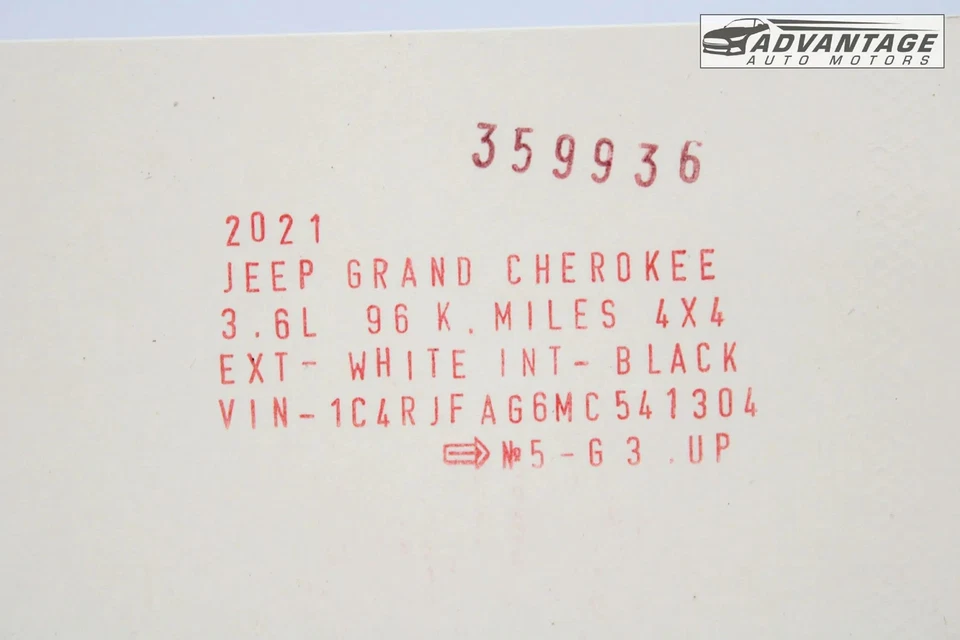 ADVANTAGE
AUTO MOTORS
359936
2021
JEEP GRAND CHEROKEE
3.6L 96 K. MILES 4X4
EXT- WHITE INT- BLACK
VIN-1C4RJFAG6MC541304
⇨ №5-G3.UP